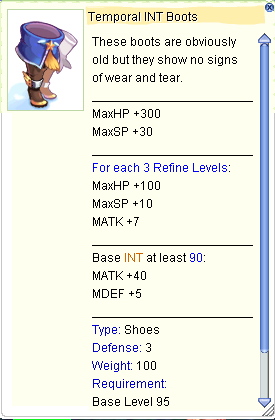 Temporal INT Boots
These boots are obviously
old but they show no signs
of wear and tear.
MaxHP +300
MaxSP +30
For each 3 Refine Levels:
MaxHP +100
MaxSP +10
MATK +7
Base INT at least 90:
MATK +40
MDEF +5
Type: Shoes
Defense: 3
Weight: 100
Requirement:
Base Level 95